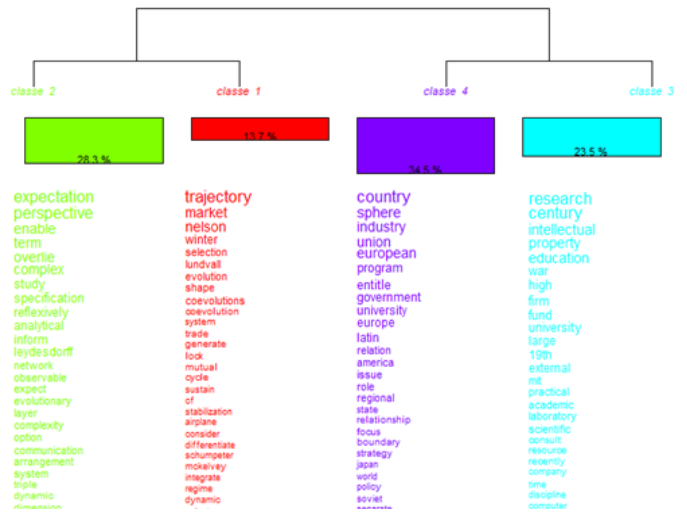 classe 2
classe 1
classe 4
classe 3
28.3 %
13.7 %
34.5 %
23.5 %
expectation
perspective
enable
term
overlie
complex
study
specification
reflexively
analytical
inform
leydesdorff
network
observable
expect
evolutionary
layer
complexity
option
communication
arrangement
system
triple
dynamic
dimension
trajectory
market
nelson
winter
selection
lundvall
evolution
shape
coevolutions
coevolution
system
trade
generate
lock
mutual
cycle
sustain
cf
stabilization
airplane
consider
differentiate
schumpeter
mckelvey
integrate
regime
dynamic
country
sphere
industry
union
european
program
entitle
government
university
europe
latin
relation
america
issue
role
regional
state
relationship
focus
boundary
strategy
japan
world
policy
soviet
separate
research
century
intellectual
property
education
war
high
firm
fund
university
large
19th
external
mit
practical
academic
laboratory
scientific
consult
resource
recently
company
time
discipline
computer